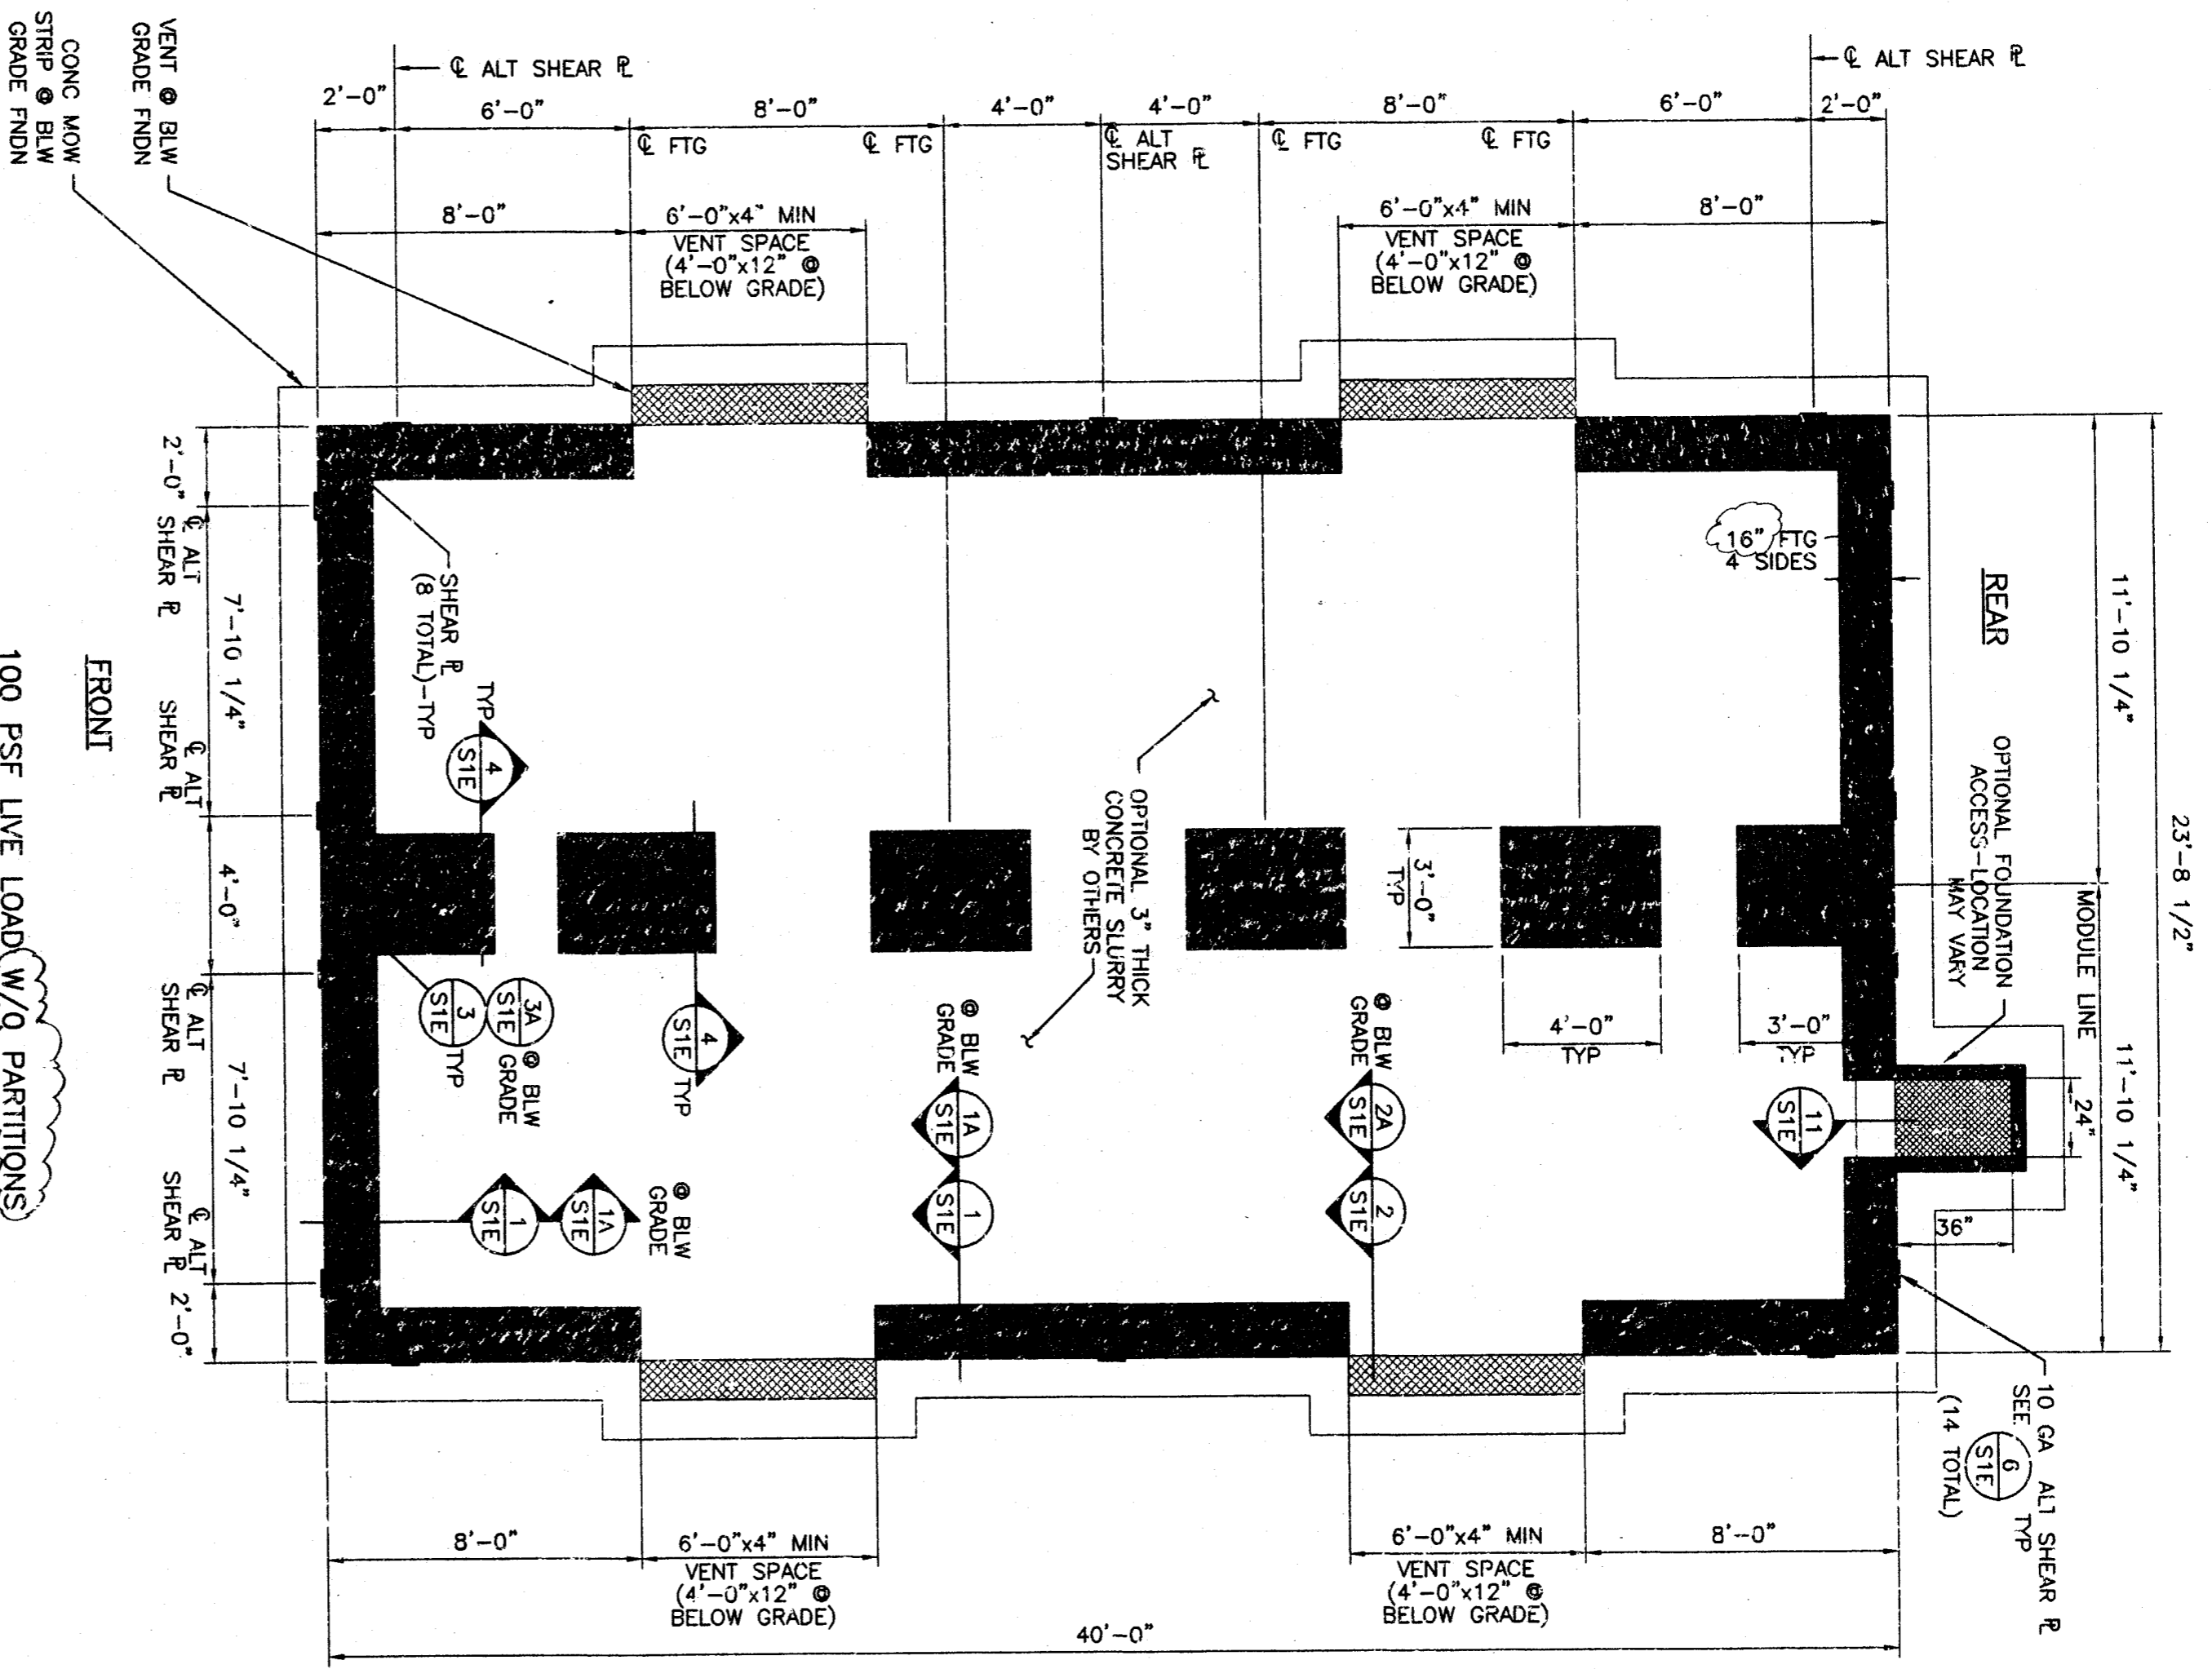 ℄ ALT SHEAR ℞
℄ ALT SHEAR ℞
2'-0"
6'-0"
8'-0"
4'-0"
4'-0"
8'-0"
6'-0"
2'-0"
℄ FTG
℄ FTG
℄ ALT
SHEAR ℞
℄ FTG
℄ FTG
VENT @ BLW
GRADE FNDN
CONC MOW
STRIP @ BLW
GRADE FNDN
8'-0"
6'-0"x4" MIN
VENT SPACE
(4'-0"x12" @
BELOW GRADE)
6'-0"x4" MIN
VENT SPACE
(4'-0"x12" @
BELOW GRADE)
8'-0"
2'-0"
℄ ALT
SHEAR ℞
7'-10 1/4"
℄ ALT
SHEAR ℞
4'-0"
℄ ALT
SHEAR ℞
7'-10 1/4"
℄ ALT
SHEAR ℞
2'-0"
SHEAR ℞
(8 TOTAL)-TYP
TYP
4
S1E
16" FTG
4 SIDES
REAR
11'-10 1/4"
23'-8 1/2"
OPTIONAL FOUNDATION
ACCESS-LOCATION
MAY VARY
MODULE LINE
11'-10 1/4"
OPTIONAL 3" THICK
CONCRETE SLURRY
BY OTHERS
3'-0"
TYP
4'-0"
TYP
3'-0"
TYP
3
S1E
TYP
3A
S1E
@ BLW
GRADE
4
S1E
TYP
@ BLW
GRADE
1A
S1E
1
S1E
@ BLW
GRADE
2A
S1E
2
S1E
11
S1E
24"
36"
1
S1E
1A
S1E
@ BLW
GRADE
10 GA ALT SHEAR ℞
SEE 6
S1E
TYP
(14 TOTAL)
8'-0"
6'-0"x4" MIN
VENT SPACE
(4'-0"x12" @
BELOW GRADE)
6'-0"x4" MIN
VENT SPACE
(4'-0"x12" @
BELOW GRADE)
8'-0"
40'-0"
FRONT
100 PSF LIVE LOAD W/O PARTITIONS